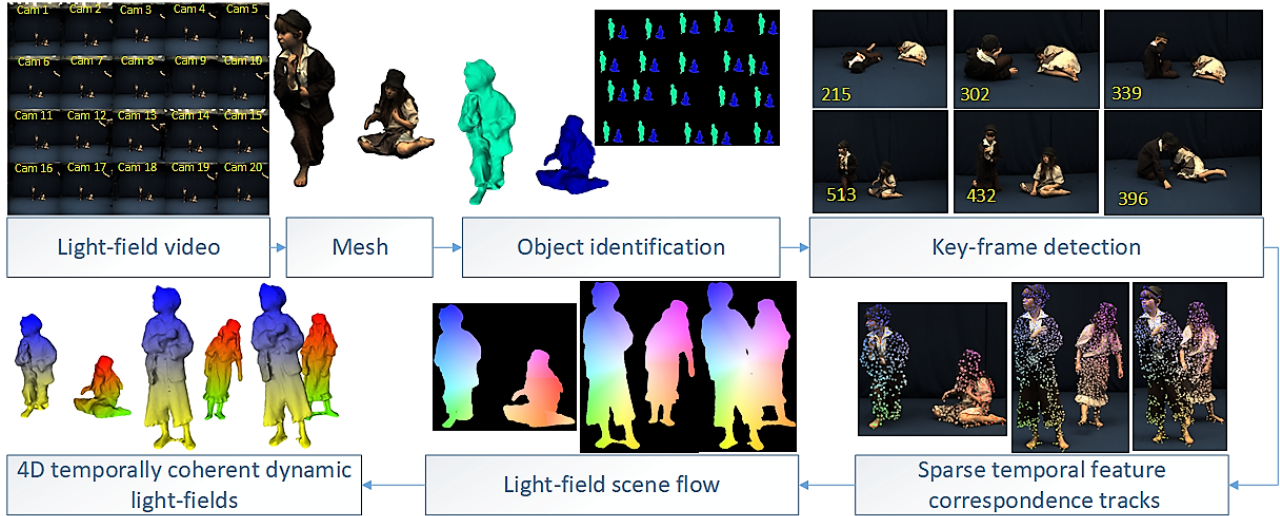 Cam 1 Cam 2 Cam 3 Cam 4 Cam 5
Cam 6 Cam 7 Cam 8 Cam 9 Cam 10
Cam 11 Cam 12 Cam 13 Cam 14 Cam 15
Cam 16 Cam 17 Cam 18 Cam 19 Cam 20
215 302 339
513 432 396
Light-field video
Mesh
Object identification
Key-frame detection
4D temporally coherent dynamic
light-fields
Light-field scene flow
Sparse temporal feature
correspondence tracks